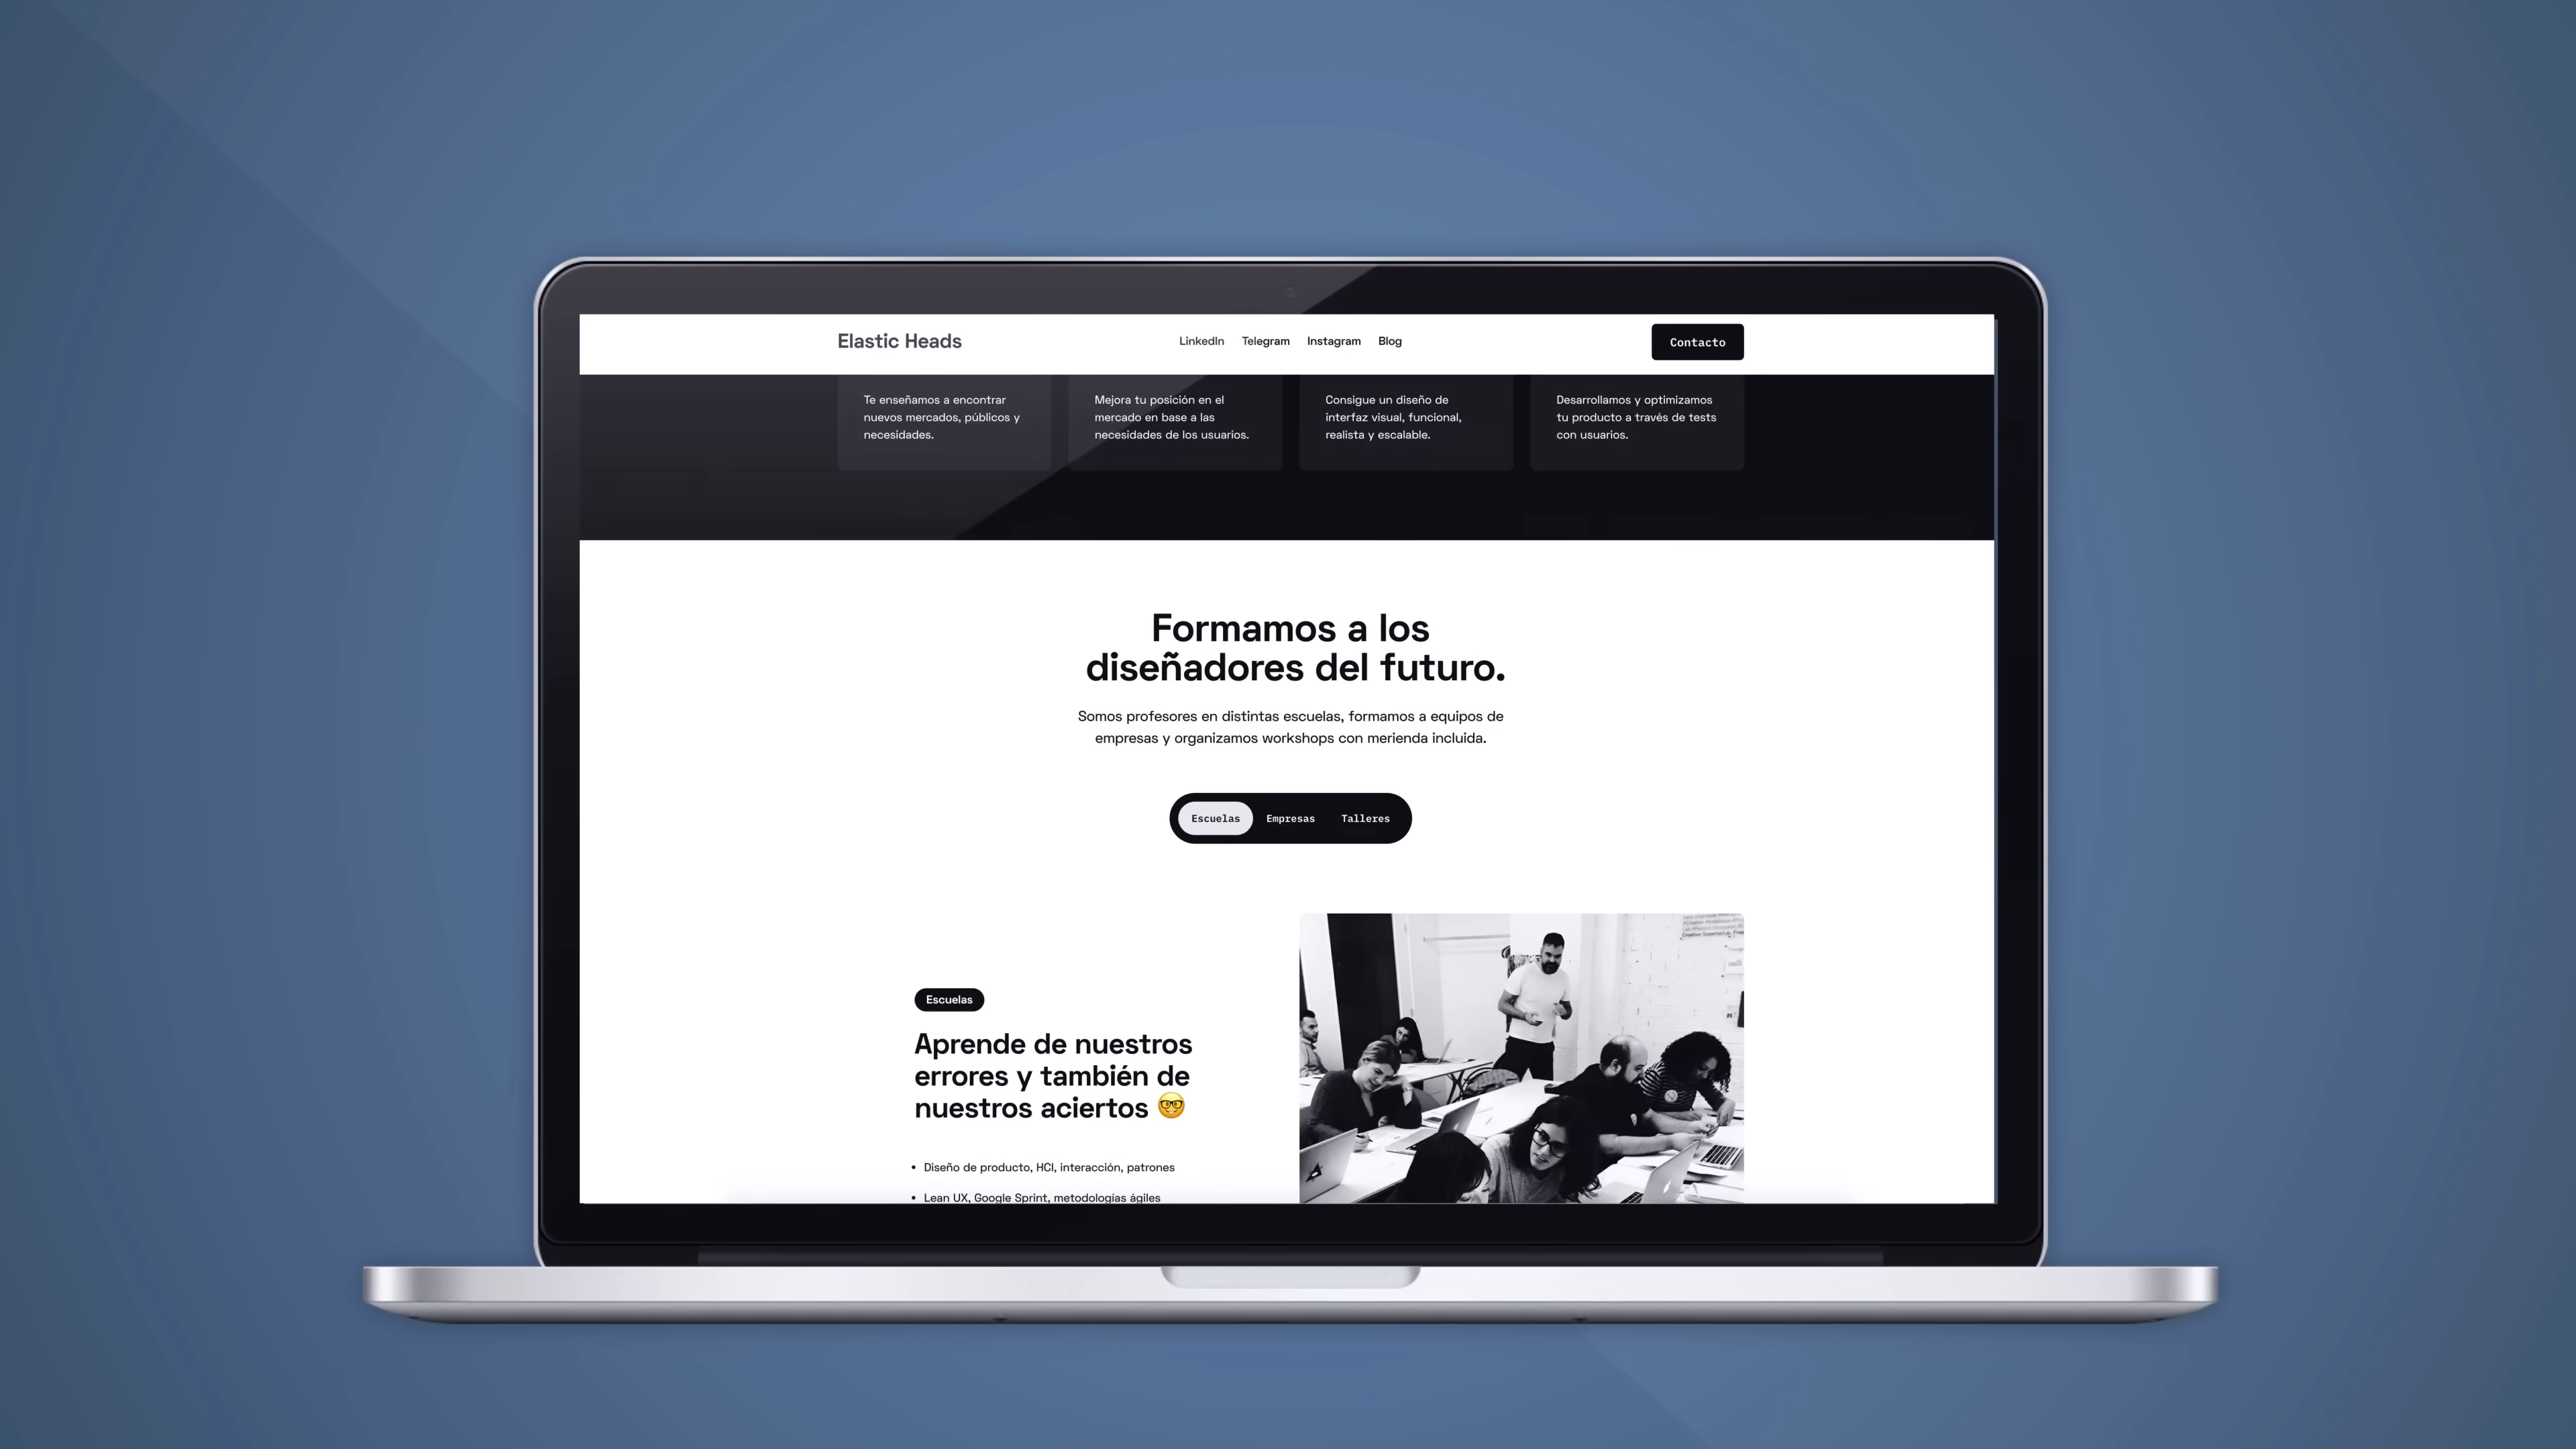 Elastic Heads
LinkedIn Telegram Instagram Blog
Contacto
Te enseñamos a encontrar
nuevos mercados, públicos y
necesidades.
Mejora tu posición en el
mercado en base a las
necesidades de los usuarios.
Consigue un diseño de
interfaz visual, funcional,
realista y escalable.
Desarrollamos y optimizamos
tu producto a través de tests
con usuarios.
Formamos a los
diseñadores del futuro.
Somos profesores en distintas escuelas, formamos a equipos de
empresas y organizamos workshops con merienda incluida.
Escuelas Empresas Talleres
Escuelas
Aprende de nuestros
errores y también de
nuestros aciertos 🤓
• Diseño de producto, HCI, interacción, patrones
• Lean UX, Google Sprint, metodologías ágiles